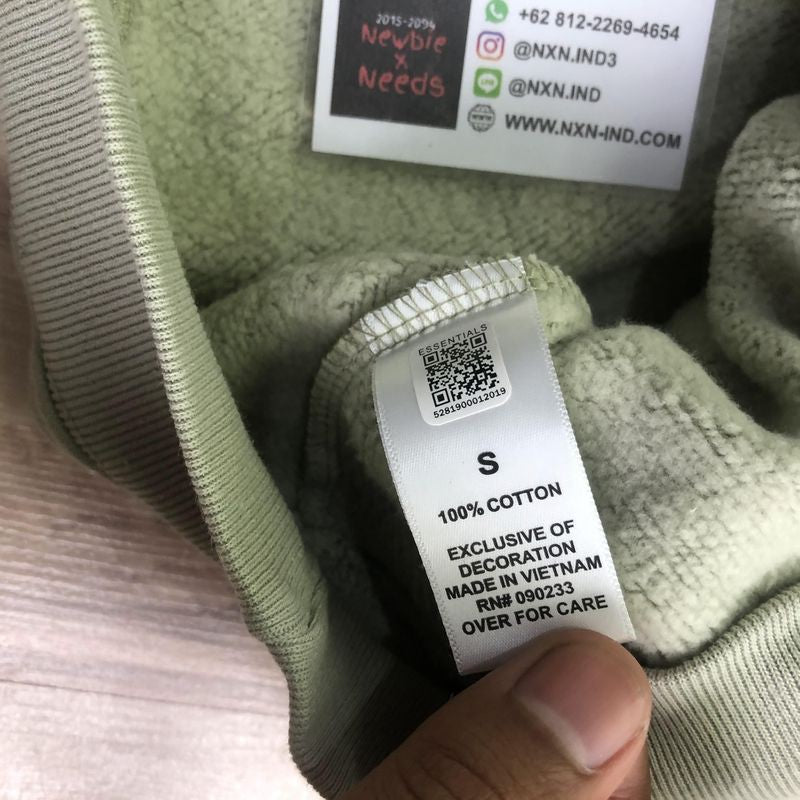 2015-2094
Newbie
x
Needs
+62 812-2269-4654
@NXN.IND3
@NXN.IND
WWW.NXN-IND.COM
ESSENTIALS
5281900012019
S
100% COTTON
EXCLUSIVE OF
DECORATION
MADE IN VIETNAM
RN# 090233
OVER FOR CARE